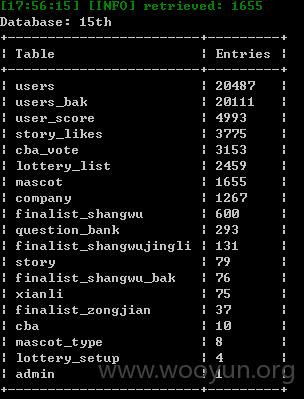 [17:56:15] [INFO] retrieved: 1655
Database: 15th
+-----------------------+---------+
| Table | Entries |
+-----------------------+---------+
| users | 20487 |
| users_bak | 20111 |
| user_score | 4993 |
| story_likes | 3775 |
| cba_vote | 3153 |
| lottery_list | 2459 |
| mascot | 1655 |
| company | 1267 |
| finalist_shangwu | 600 |
| question_bank | 293 |
| finalist_shangwujingli | 131 |
| story | 79 |
| finalist_shangwu_bak | 76 |
| xianli | 75 |
| finalist_zongjian | 37 |
| cba | 10 |
| mascot_type | 8 |
| lottery_setup | 4 |
| admin | 1 |
+-----------------------+---------+
www.wooyun.org